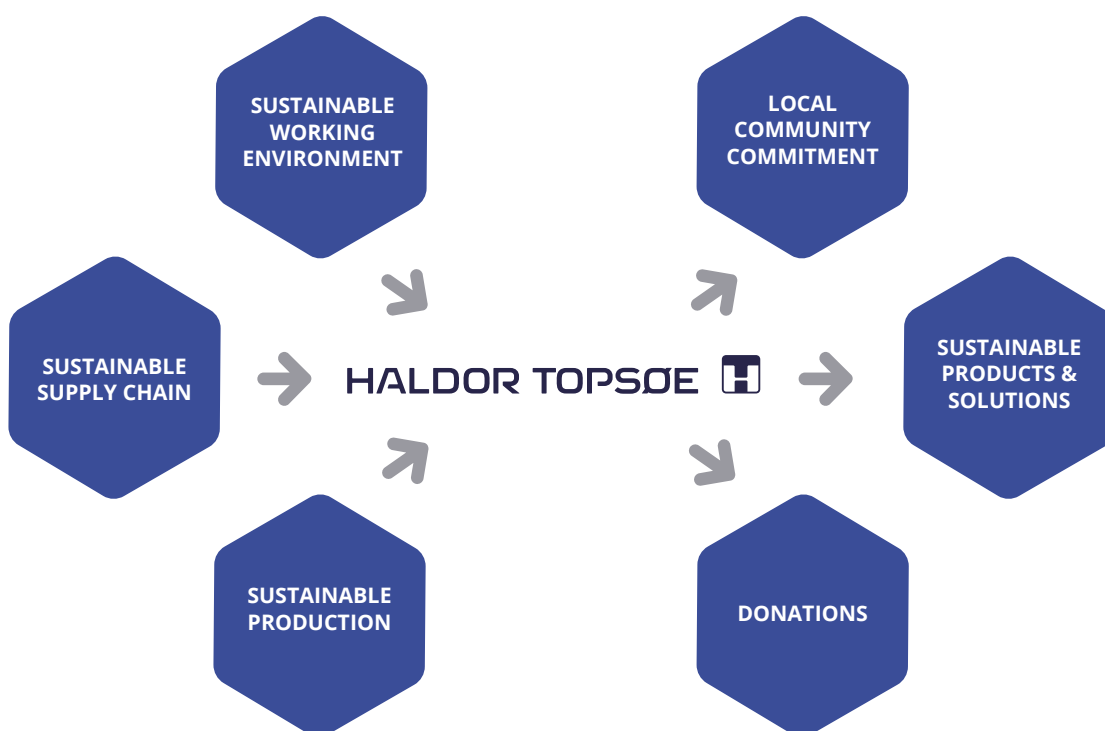 SUSTAINABLE
WORKING
ENVIRONMENT
LOCAL
COMMUNITY
COMMITMENT
SUSTAINABLE
SUPPLY CHAIN
HALDOR TOPSØE H
SUSTAINABLE
PRODUCTS &
SOLUTIONS
SUSTAINABLE
PRODUCTION
DONATIONS